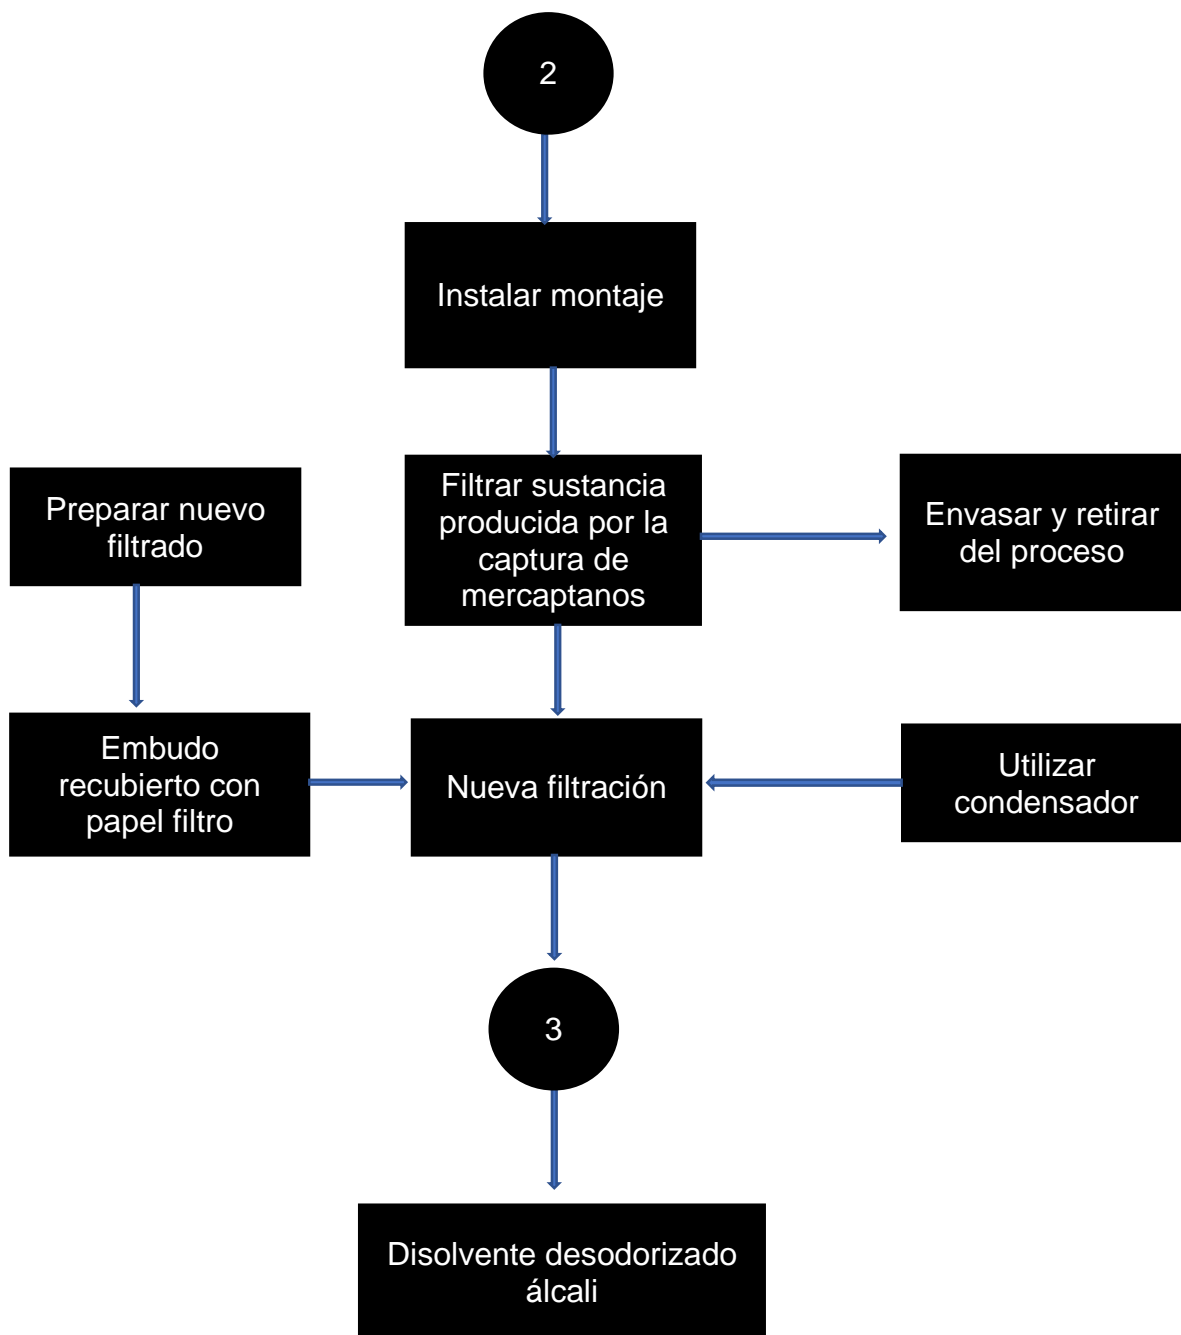 2
Instalar montaje
Filtrar sustancia
producida por la
captura de
mercaptanos
Envasar y retirar
del proceso
Preparar nuevo
filtrado
Embudo
recubierto con
papel filtro
Nueva filtración
Utilizar
condensador
3
Disolvente desodorizado
álcali